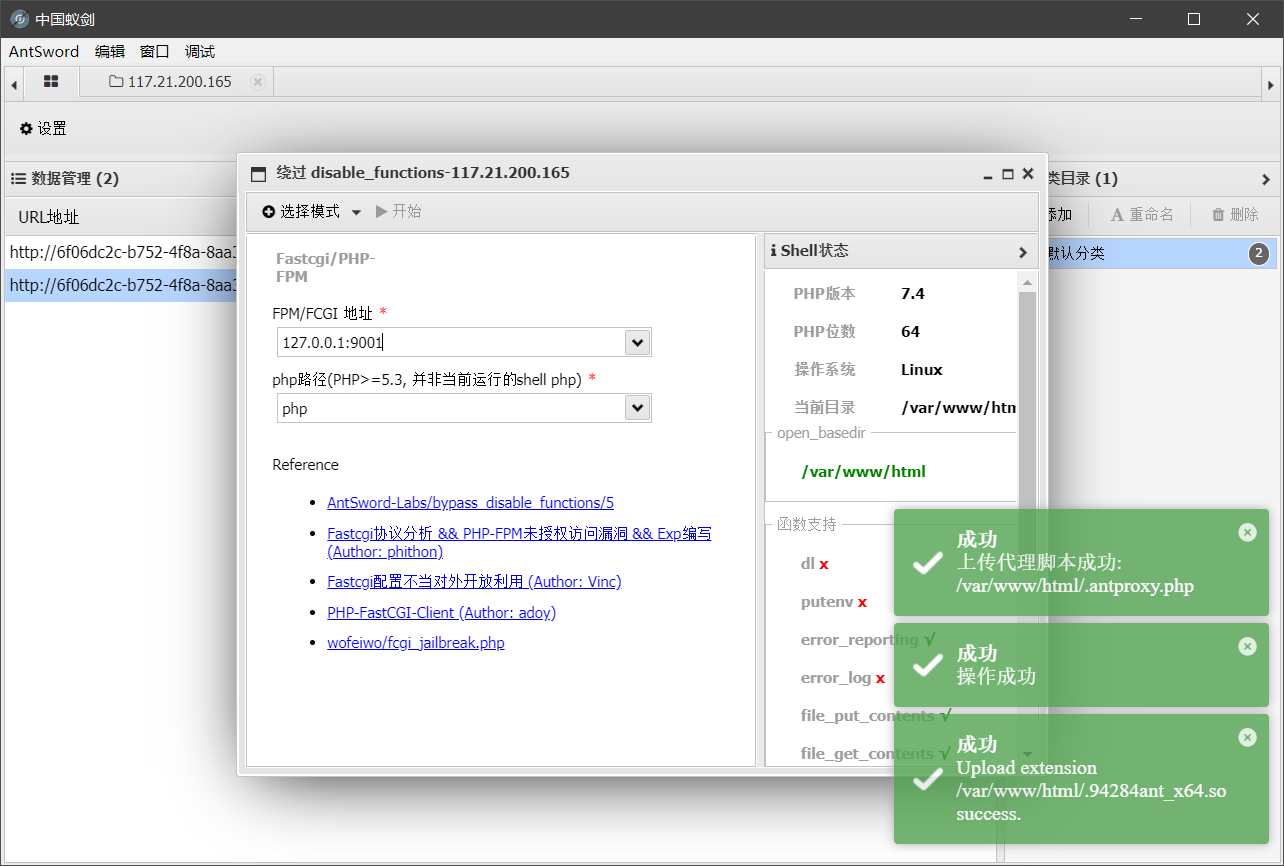 中国蚁剑
AntSword 编辑 窗口 调试
117.21.200.165
设置
数据管理 (2)
URL地址
http://6f06dc2c-b752-4f8a-8aa
http://6f06dc2c-b752-4f8a-8aa
绕过 disable_functions-117.21.200.165
选择模式 开始
Fastcgi/PHP-
FPM
FPM/FCGI 地址 *
127.0.0.1:9001
php路径(PHP>=5.3, 并非当前运行的shell php) *
php
Reference
AntSword-Labs/bypass_disable_functions/5
Fastcgi协议分析 && PHP-FPM未授权访问漏洞 && Exp编写
(Author: phithon)
Fastcgi配置不当对外开放利用 (Author: Vinc)
PHP-FastCGI-Client (Author: adoy)
wofeiwo/fcgi_jailbreak.php
Shell状态
PHP版本 7.4
PHP位数 64
操作系统 Linux
当前目录 /var/www/htm
open_basedir
/var/www/html
函数支持
dl x
putenv x
error_reporting √
error_log x
file_put_contents √
file_get_contents √
类目录 (1)
添加 重命名 删除
默认分类 2
成功
上传代理脚本成功:
/var/www/html/.antproxy.php
成功
操作成功
成功
Upload extension
/var/www/html/.94284ant_x64.so
success.